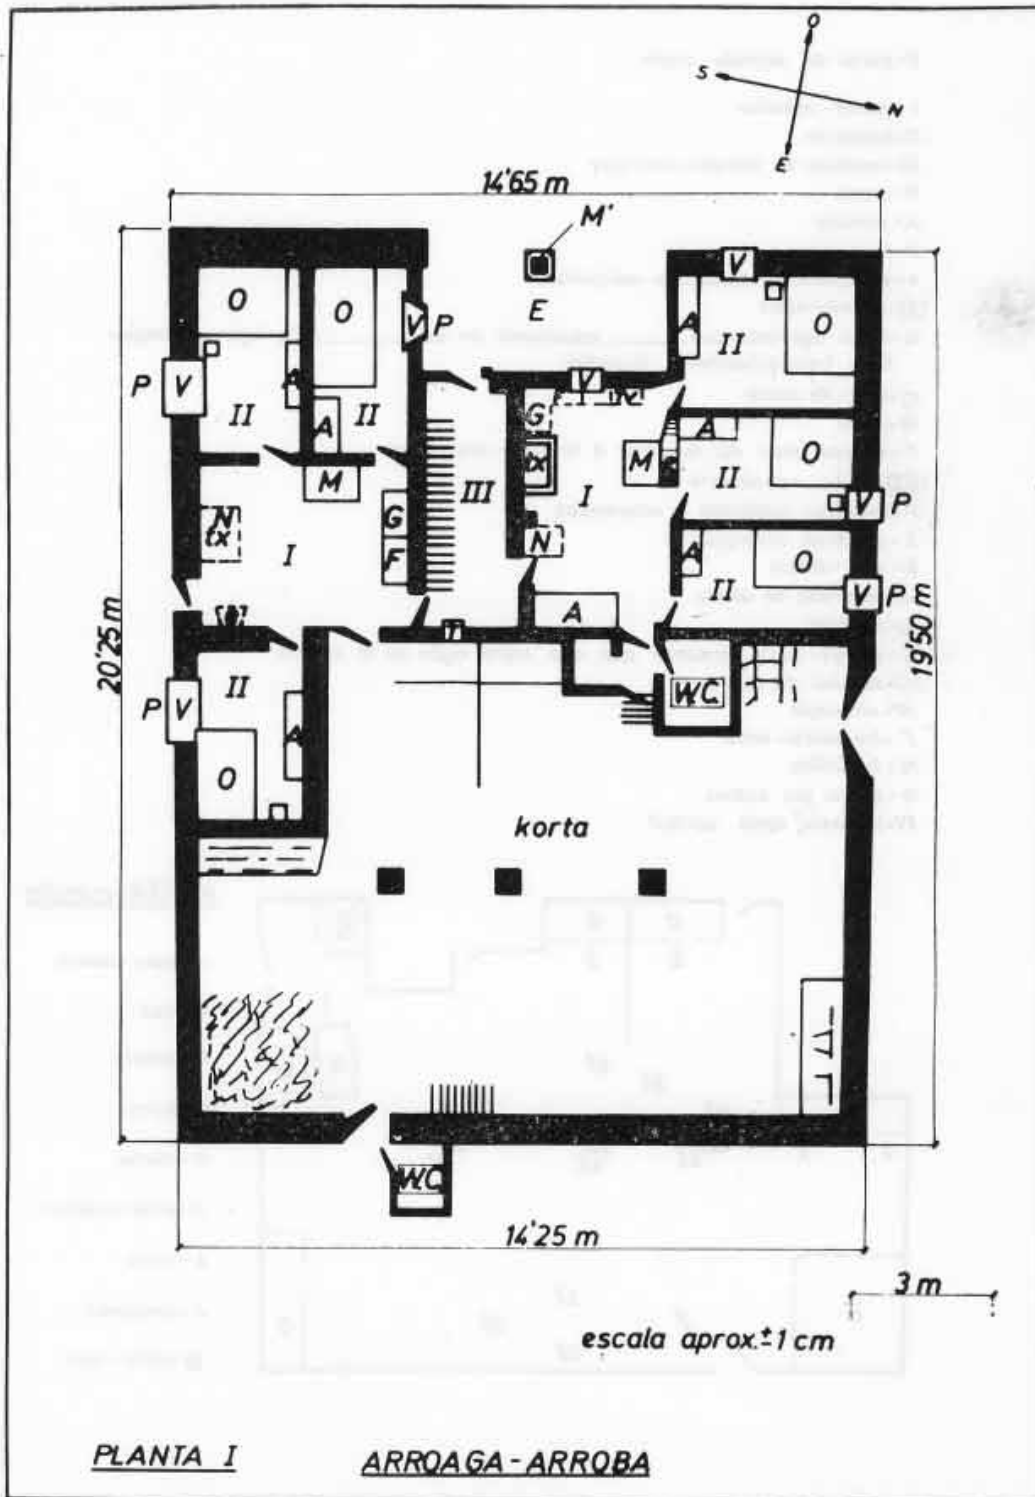 O
S
N
E
14'65 m
M'
V
O
O
V P
E
A
II
O
P V
II
A
A
II
V
N
G
A
O
M
III
tx
M
I
II
V P
N
tx
I
G
F
N
A
II
O
V P
20'25 m
19'50 m
T
A
P V
II
A
O
W.C.
korta
W.C.
14'25 m
3 m
escala aprox.± 1 cm
PLANTA I
ARROAGA-ARROBA